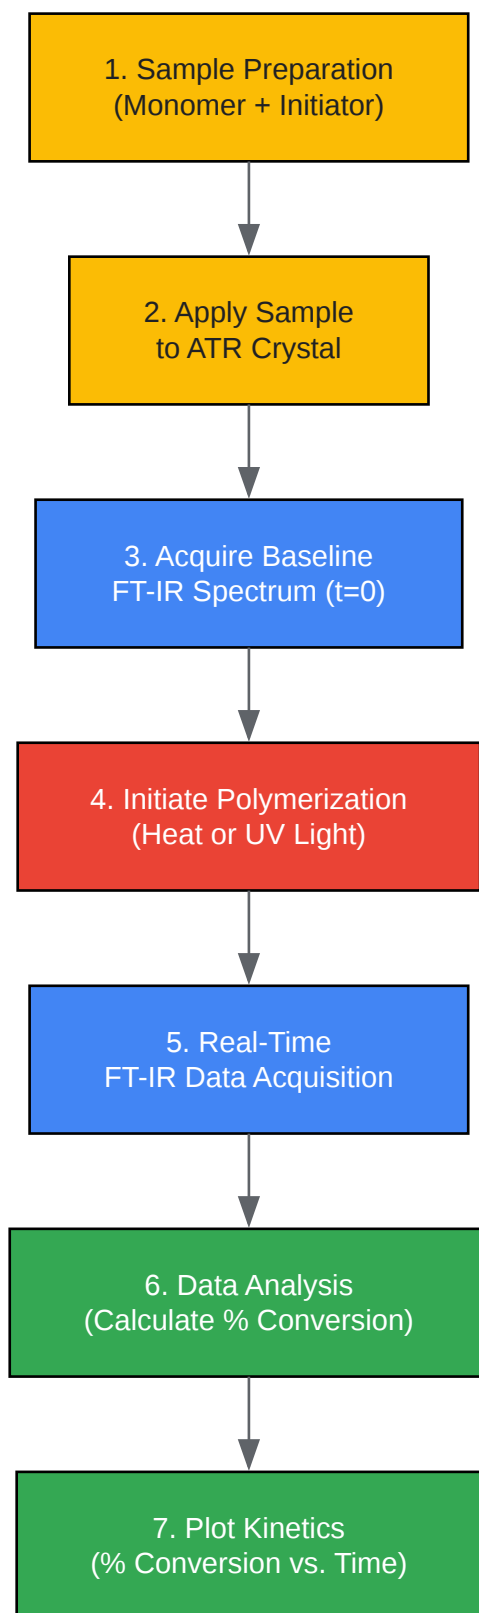 1. Sample Preparation
(Monomer + Initiator)
2. Apply Sample
to ATR Crystal
3. Acquire Baseline
FT-IR Spectrum (t=0)
4. Initiate Polymerization
(Heat or UV Light)
5. Real-Time
FT-IR Data Acquisition
6. Data Analysis
(Calculate % Conversion)
7. Plot Kinetics
(% Conversion vs. Time)